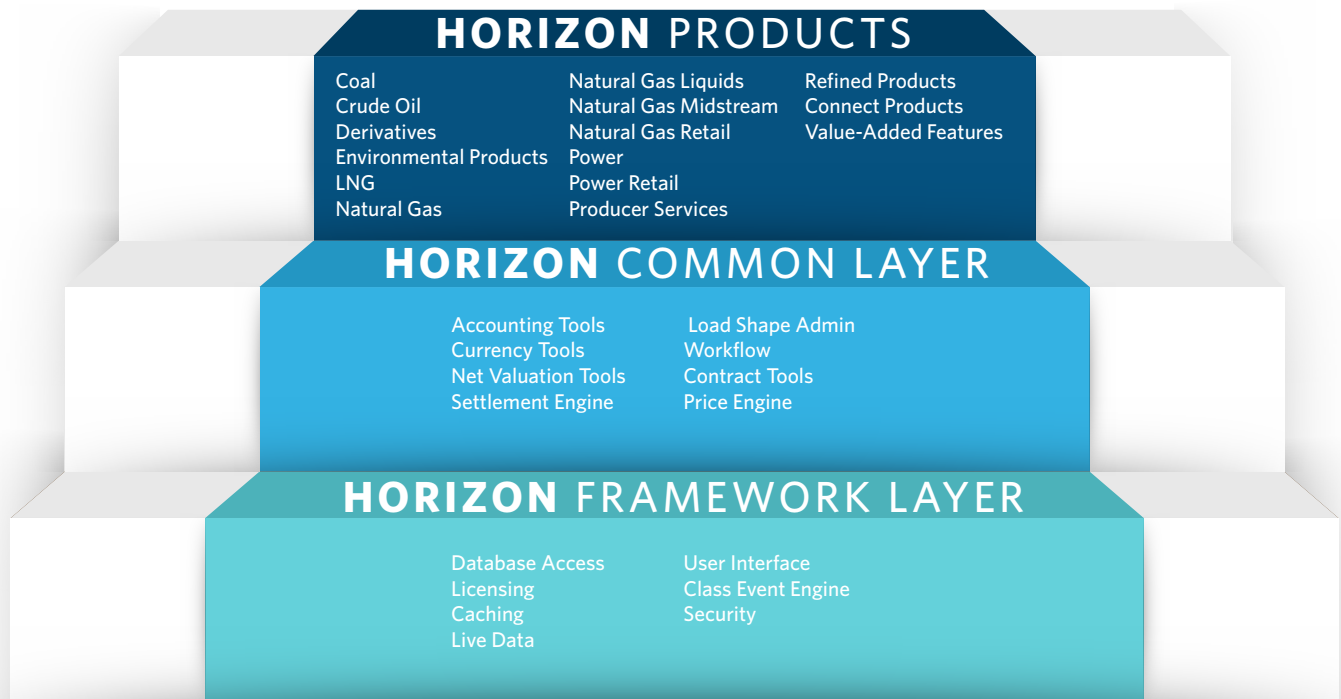 HORIZON PRODUCTS
Coal
Crude Oil
Derivatives
Environmental Products
LNG
Natural Gas
Natural Gas Liquids
Natural Gas Midstream
Natural Gas Retail
Power
Power Retail
Producer Services
Refined Products
Connect Products
Value-Added Features
HORIZON COMMON LAYER
Accounting Tools
Currency Tools
Net Valuation Tools
Settlement Engine
Load Shape Admin
Workflow
Contract Tools
Price Engine
HORIZON FRAMEWORK LAYER
Database Access
Licensing
Caching
Live Data
User Interface
Class Event Engine
Security